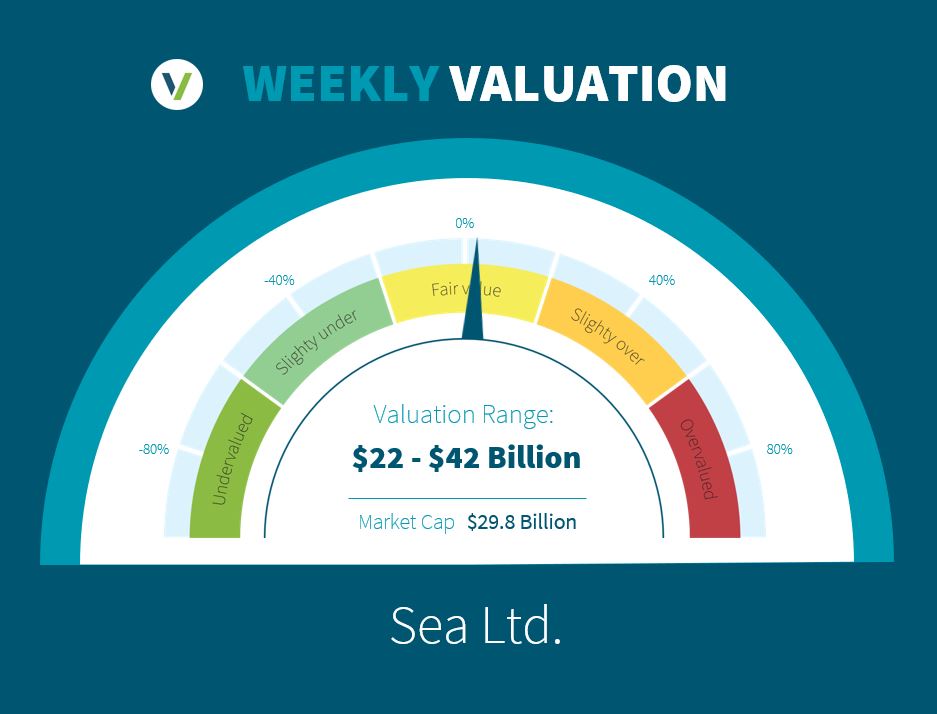 WEEKLY VALUATION
0%
-40%
40%
Fair value
Slighty under
Slighty over
-80%
80%
Undervalued
Overvalued
Valuation Range:
$22 - $42 Billion
Market Cap $29.8 Billion
Sea Ltd.